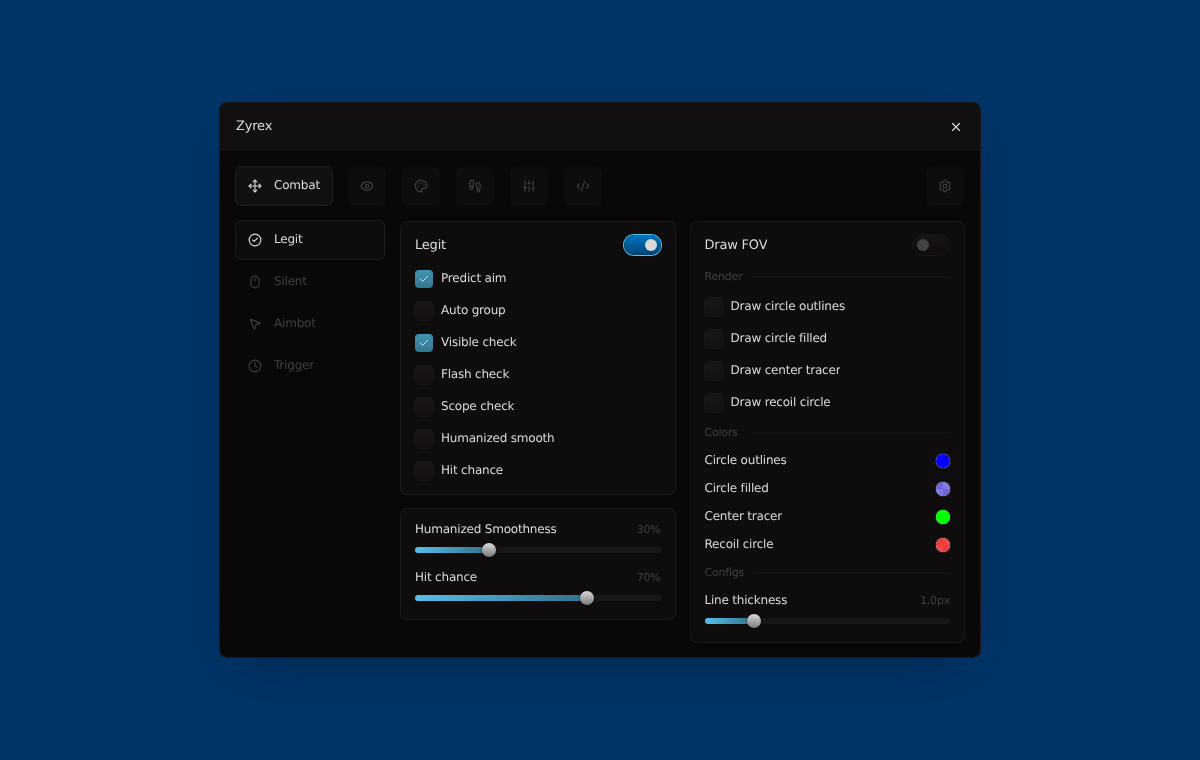 Zyrex
Combat
Legit
Silent
Aimbot
Trigger
Legit
Predict aim
Auto group
Visible check
Flash check
Scope check
Humanized smooth
Hit chance
Humanized Smoothness 30%
Hit chance 70%
Draw FOV
Render
Draw circle outlines
Draw circle filled
Draw center tracer
Draw recoil circle
Colors
Circle outlines
Circle filled
Center tracer
Recoil circle
Configs
Line thickness 1.0px